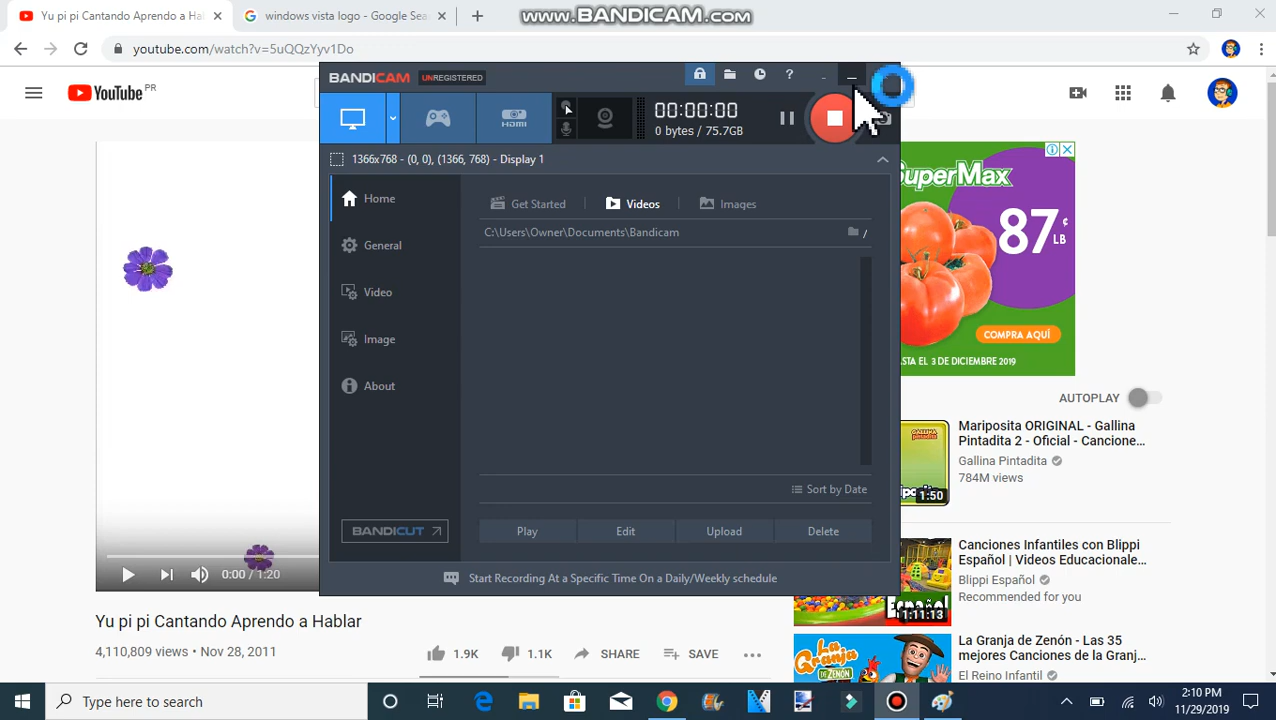 Yu pi pi Cantando Aprendo a Hal
windows vista logo - Google Sea
www.BANDICAM.com
youtube.com/watch?v=5uQQzYyv1Do
YouTube PR
BANDICAM UNREGISTERED
HDMI
00:00:00
0 bytes / 75.7GB
1366x768 - (0, 0), (1366, 768) - Display 1
Home
General
Video
Image
About
BANDICUT
Get Started
Videos
Images
C:\Users\Owner\Documents\Bandicam
/
Sort by Date
Play
Edit
Upload
Delete
Start Recording At a Specific Time On a Daily/Weekly schedule
SuperMax
87¢
LB
COMPRA AQUÍ
ASTA EL 3 DE DICIEMBRE 2019
AUTOPLAY
Mariposita ORIGINAL - Gallina
Pintadita 2 - Oficial - Cancione...
Gallina Pintadita
784M views
1:50
Canciones Infantiles con Blippi
Español | Videos Educacionale...
Blippi Español
Recommended for you
Español
1:11:13
La Granja de Zenón - Las 35
mejores Canciones de la Granj...
El Reino Infantil
0:00 / 1:20
Yu pi pi Cantando Aprendo a Hablar
4,110,809 views • Nov 28, 2011
1.9K
1.1K
SHARE
SAVE
Type here to search
2:10 PM
11/29/2019